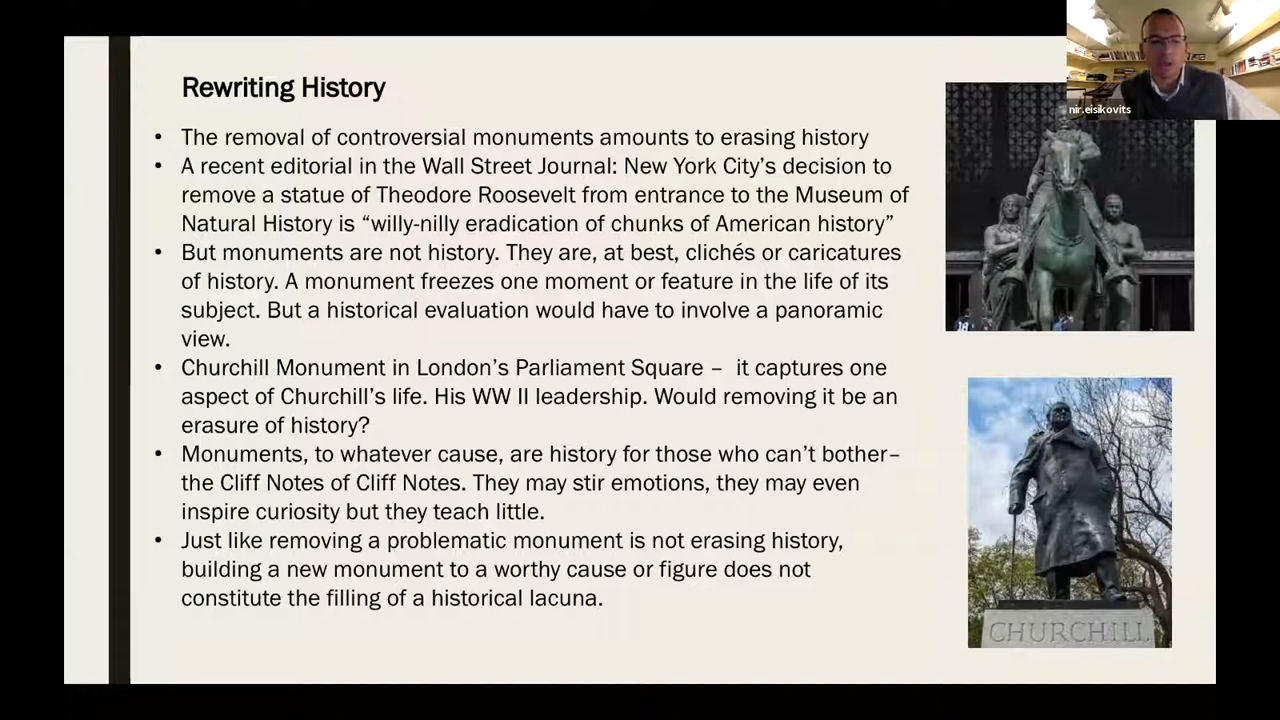 Rewriting History
• The removal of controversial monuments amounts to erasing history
• A recent editorial in the Wall Street Journal: New York City’s decision to
remove a statue of Theodore Roosevelt from entrance to the Museum of
Natural History is “willy-nilly eradication of chunks of American history”
• But monuments are not history. They are, at best, clichés or caricatures
of history. A monument freezes one moment or feature in the life of its
subject. But a historical evaluation would have to involve a panoramic
view.
• Churchill Monument in London’s Parliament Square – it captures one
aspect of Churchill’s life. His WW II leadership. Would removing it be an
erasure of history?
• Monuments, to whatever cause, are history for those who can’t bother–
the Cliff Notes of Cliff Notes. They may stir emotions, they may even
inspire curiosity but they teach little.
• Just like removing a problematic monument is not erasing history,
building a new monument to a worthy cause or figure does not
constitute the filling of a historical lacuna.
nir.eisikovits
CHURCHILL